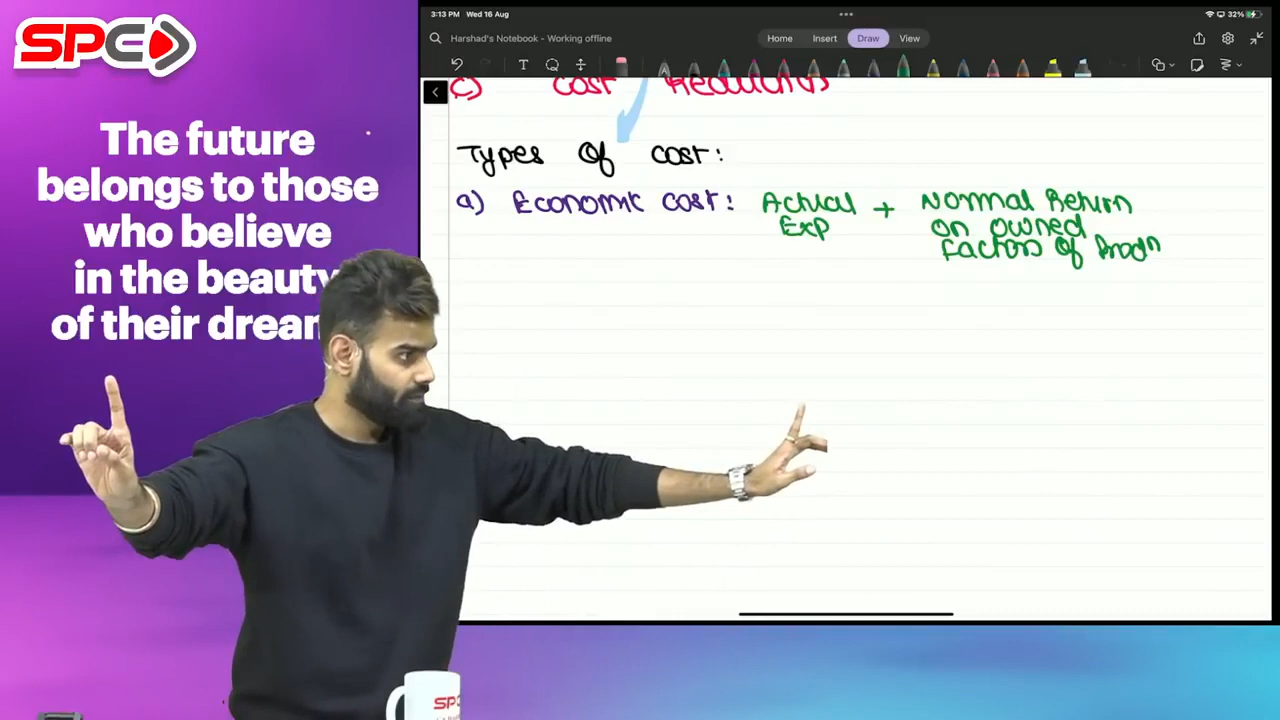 SPC
The future
belongs to those
who believe
in the beauty
of their dream
3:13 PM Wed 16 Aug
32%
Harshad's Notebook - Working offline
Home Insert Draw View
T
c) Cost Reductions
Types Of Cost:
a) Economic Cost: Actual Exp + Normal Return
on owned
factors of Prodn
SPC